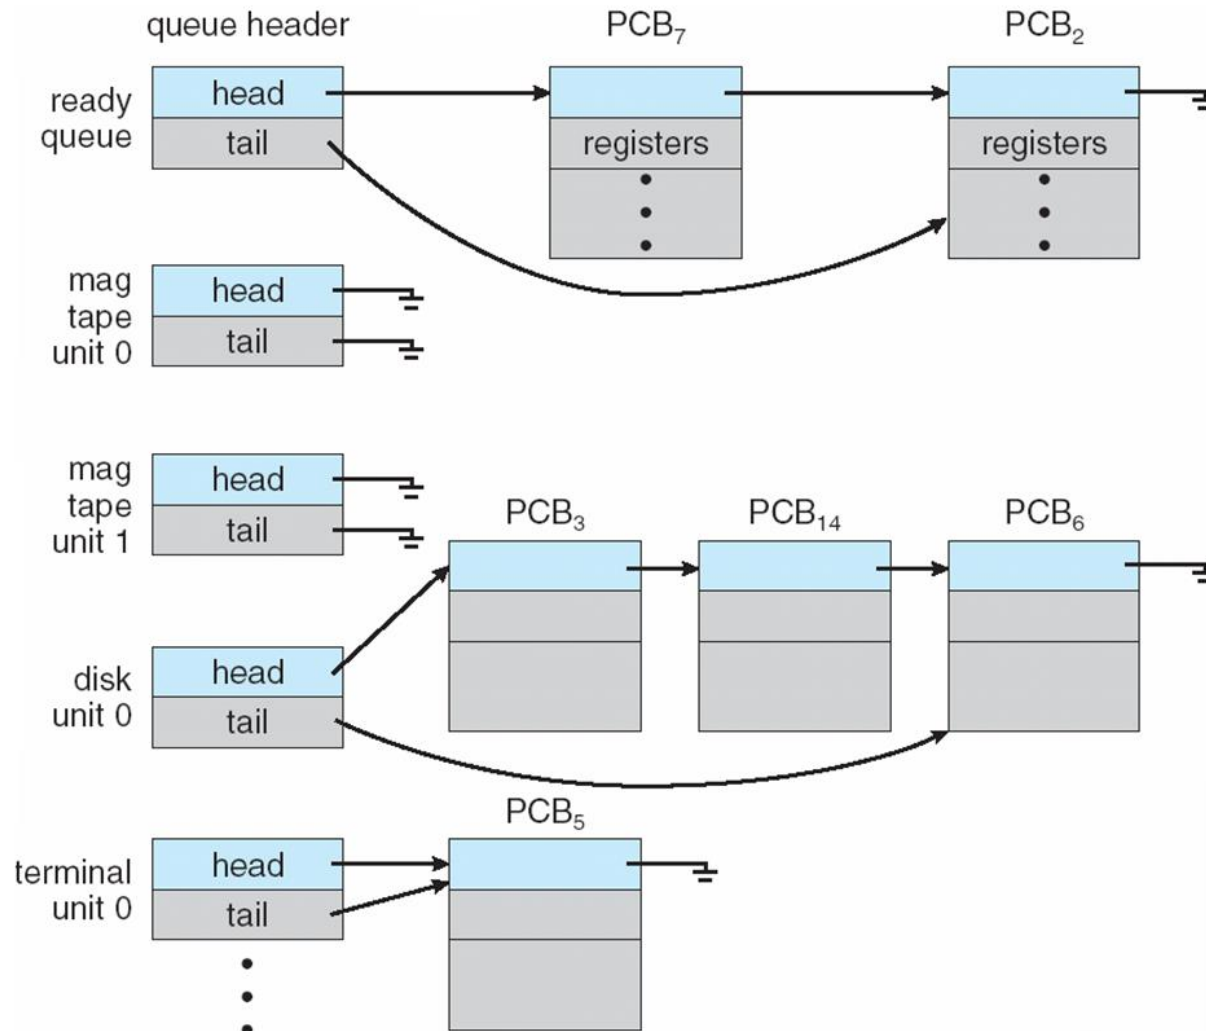 queue header
PCB₇
PCB₂
ready
queue
head
tail
registers
registers
mag
tape
unit 0
head
tail
mag
tape
unit 1
head
tail
PCB₃
PCB₁₄
PCB₆
disk
unit 0
head
tail
PCB₅
terminal
unit 0
head
tail